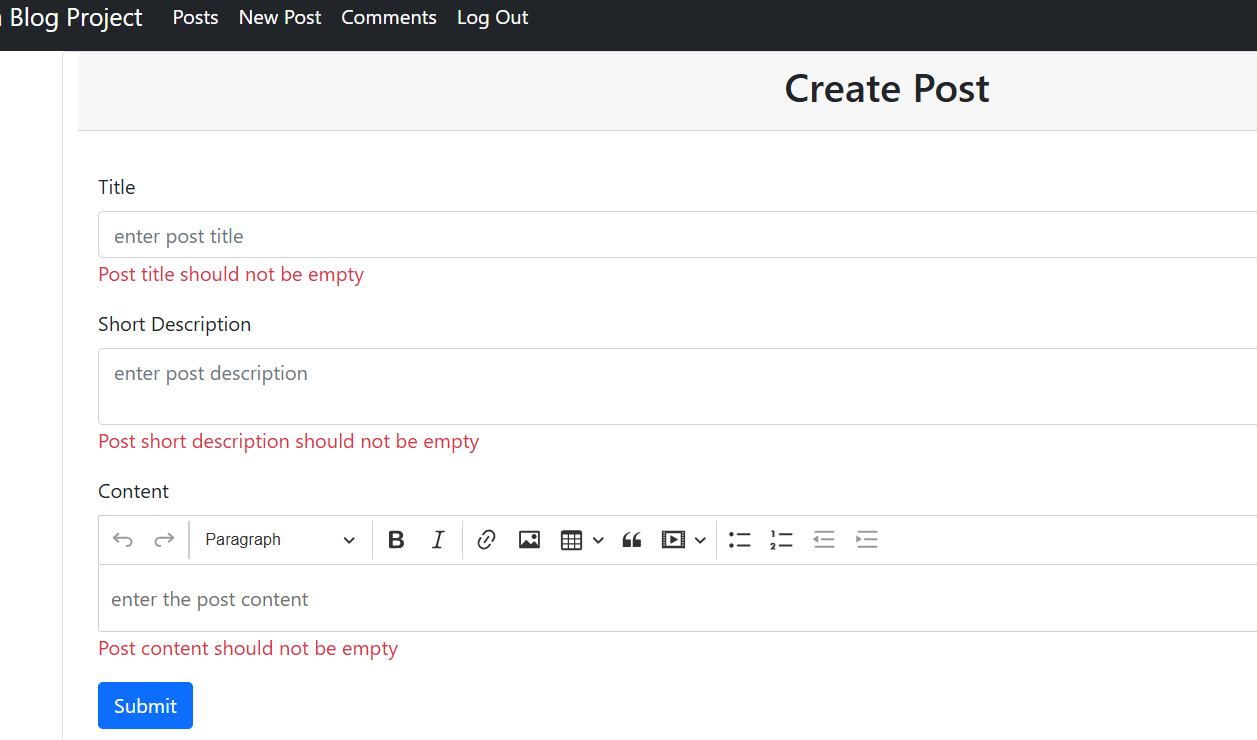 Blog Project Posts New Post Comments Log Out
Create Post
Title
enter post title
Post title should not be empty
Short Description
enter post description
Post short description should not be empty
Content
Paragraph B I
enter the post content
Post content should not be empty
Submit